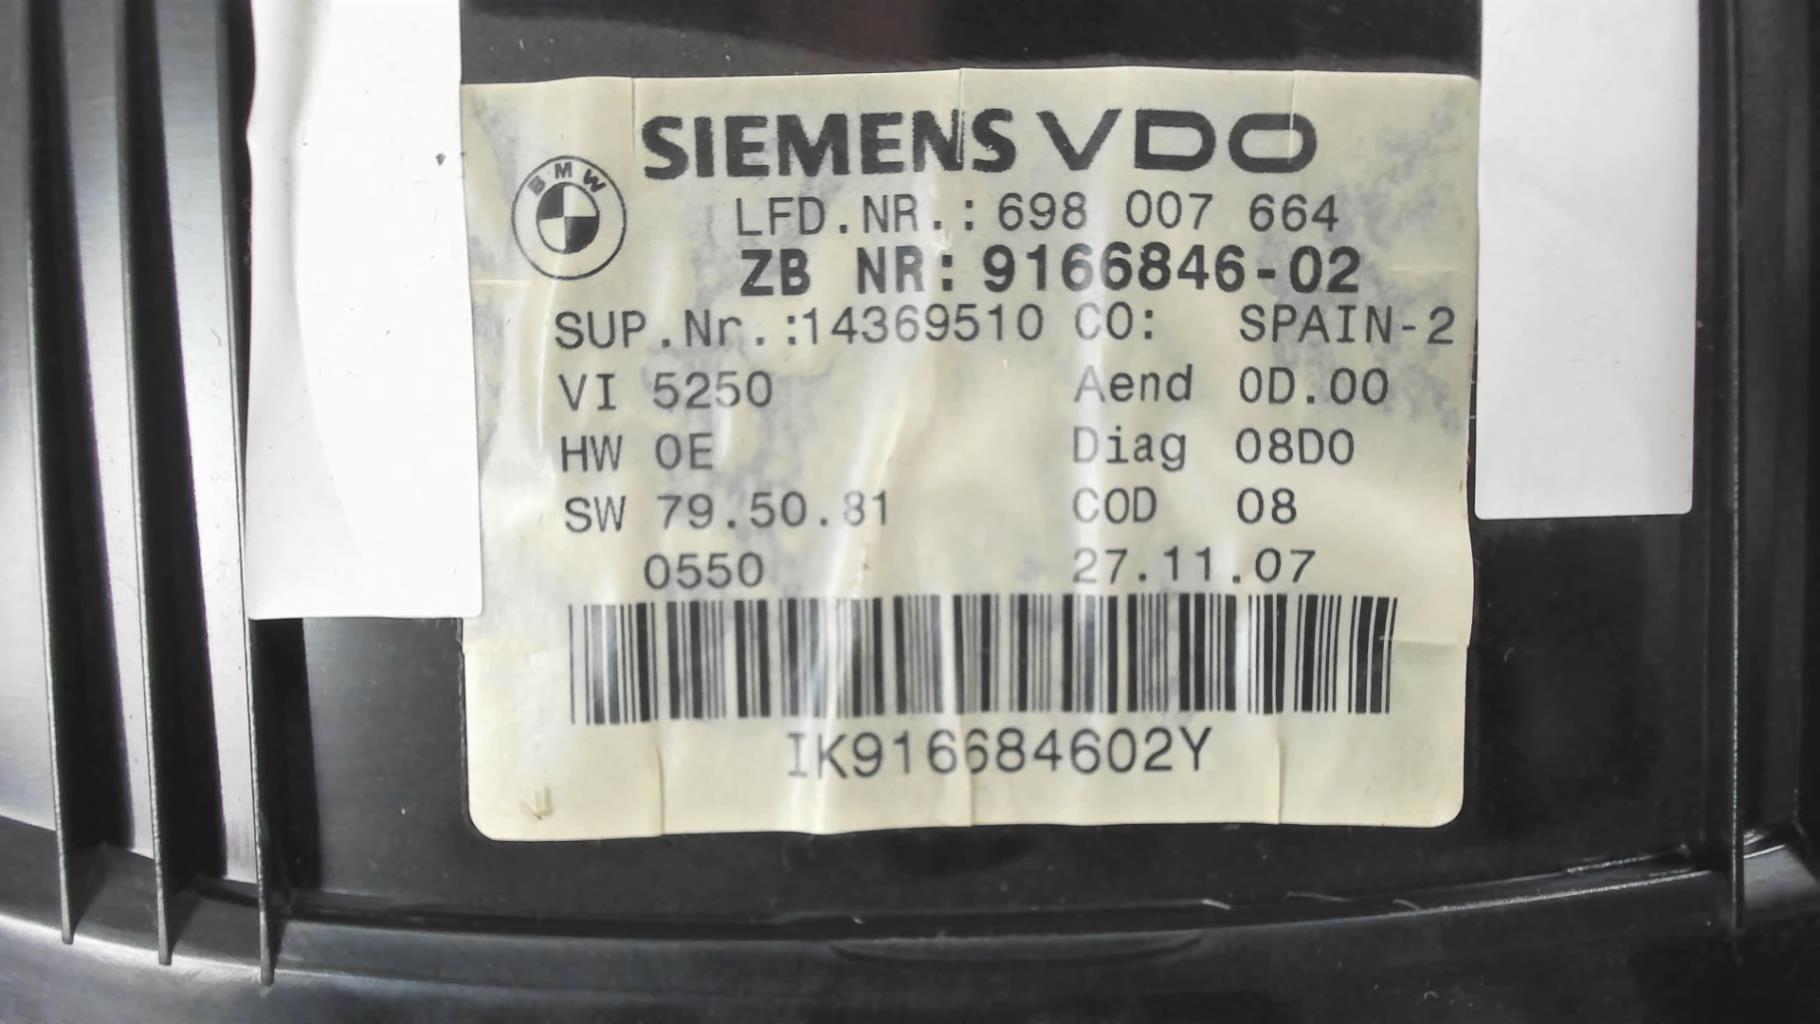 SIEMENS VDO
BMW
LFD.NR.: 698 007 664
ZB NR: 9166846-02
SUP.Nr.:14369510 CO: SPAIN-2
VI 5250 Aend 0D.00
HW 0E Diag 08D0
SW 79.50.81 COD 08
0550 27.11.07
IK916684602Y